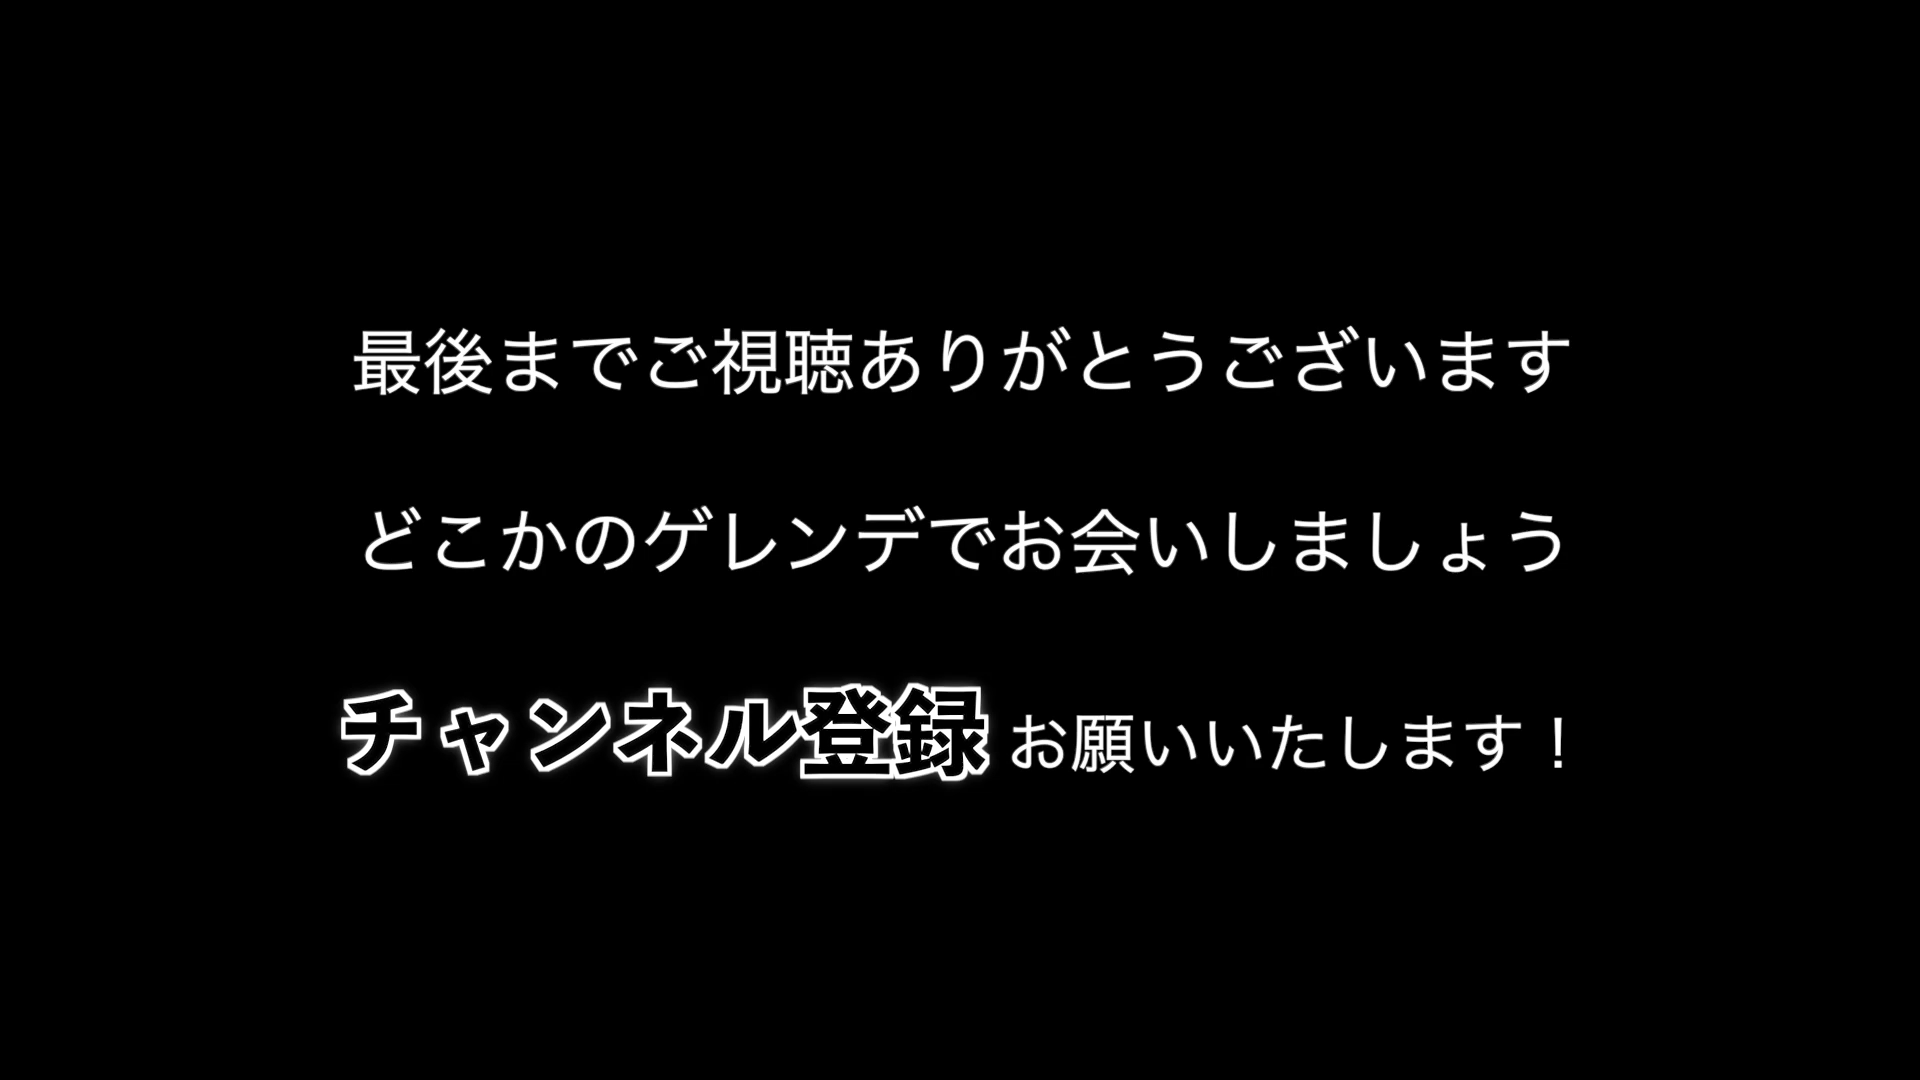 最後までご視聴ありがとうございます
どこかのゲレンデでお会いしましょう
チャンネル登録 お願いいたします！